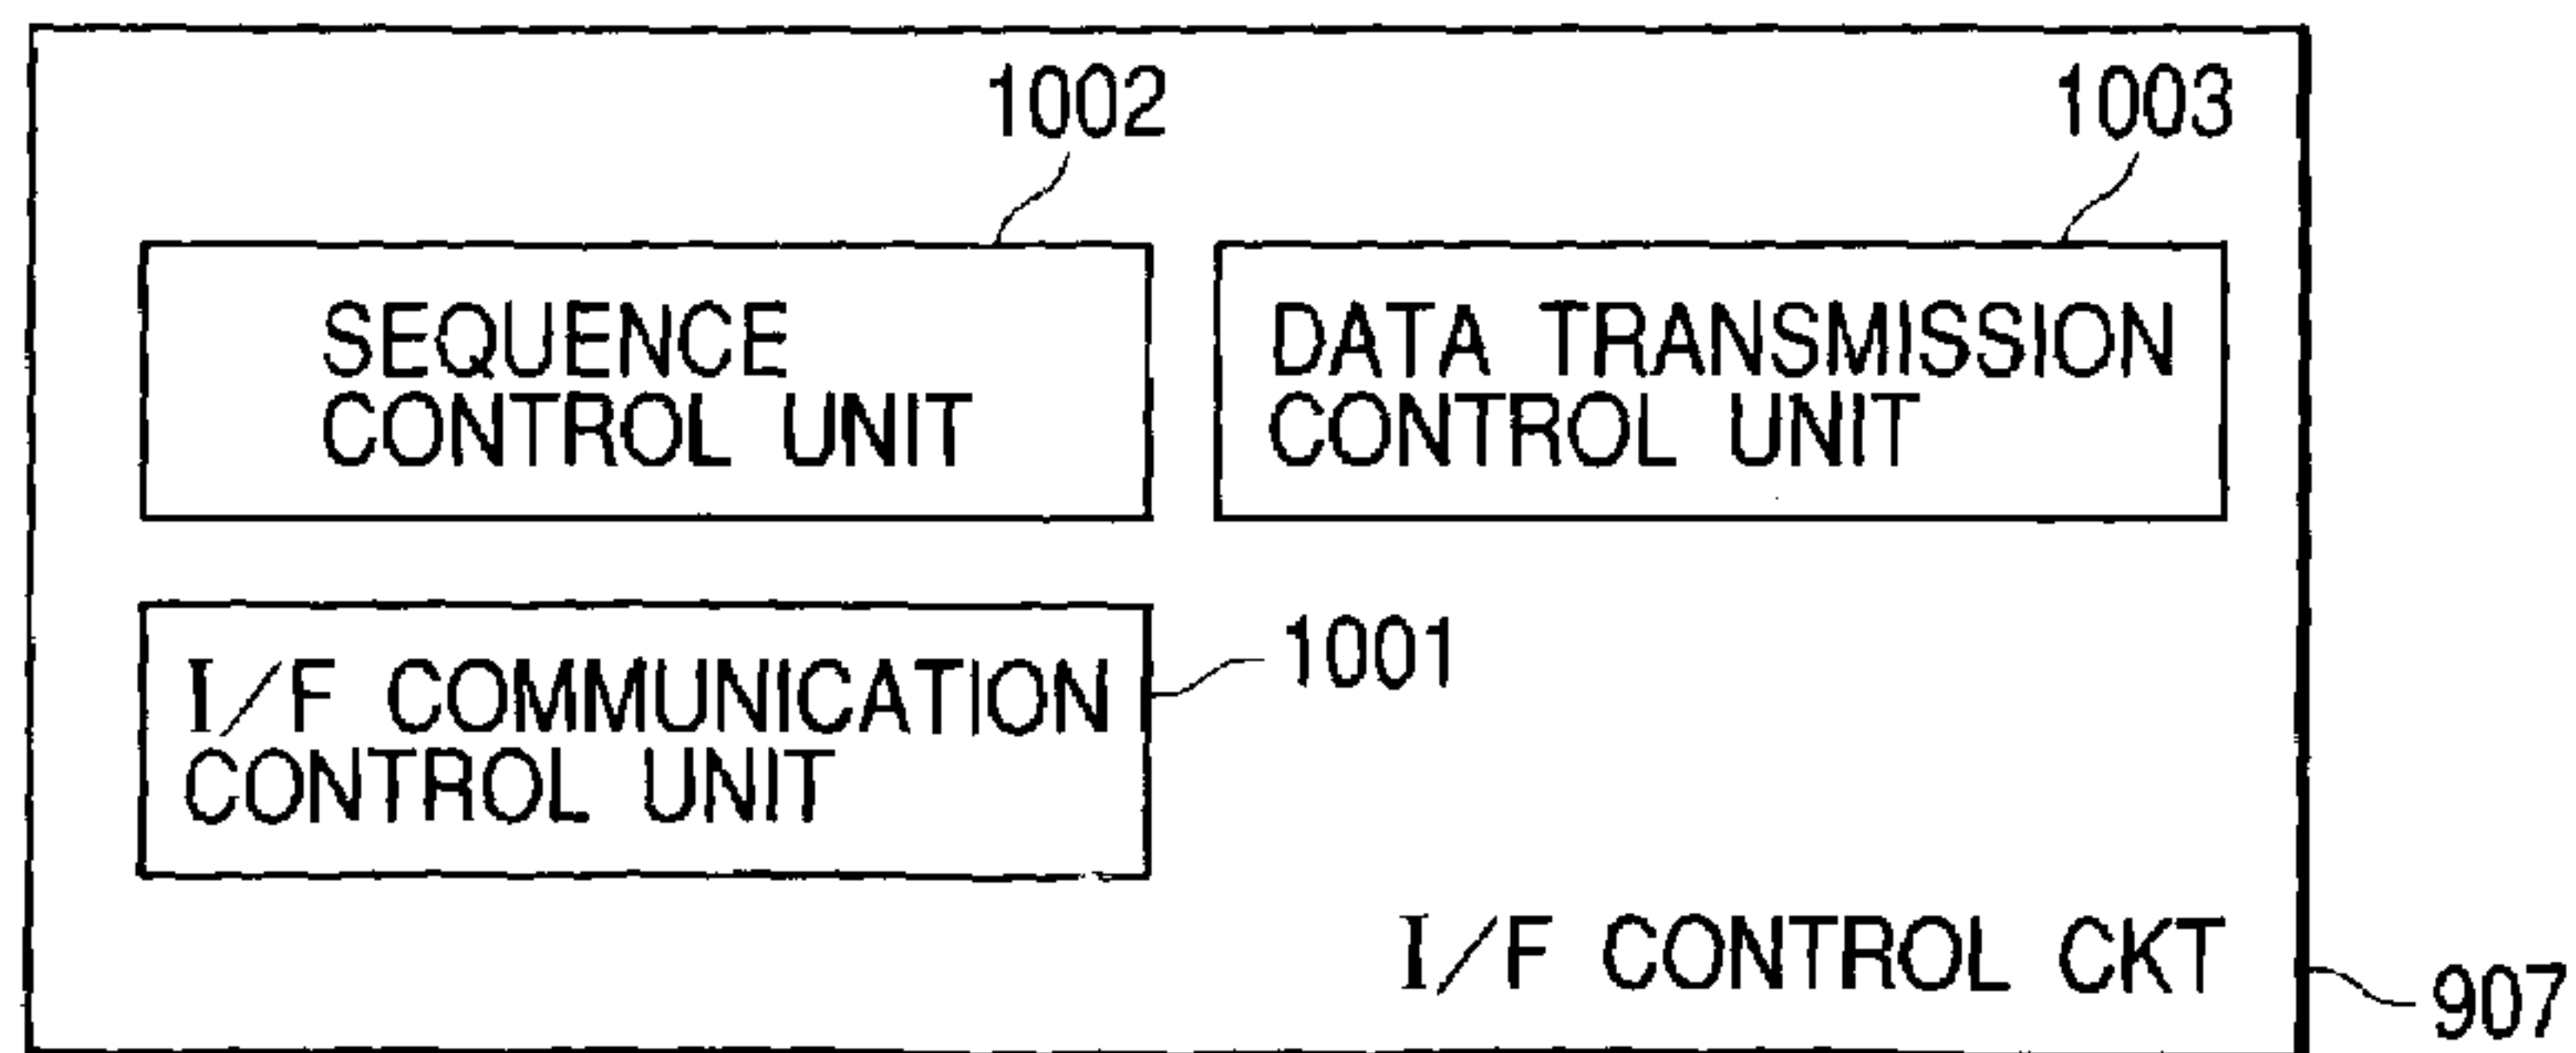 1002
1003
SEQUENCE
CONTROL UNIT
DATA TRANSMISSION
CONTROL UNIT
I/F COMMUNICATION
CONTROL UNIT
1001
I/F CONTROL CKT
907